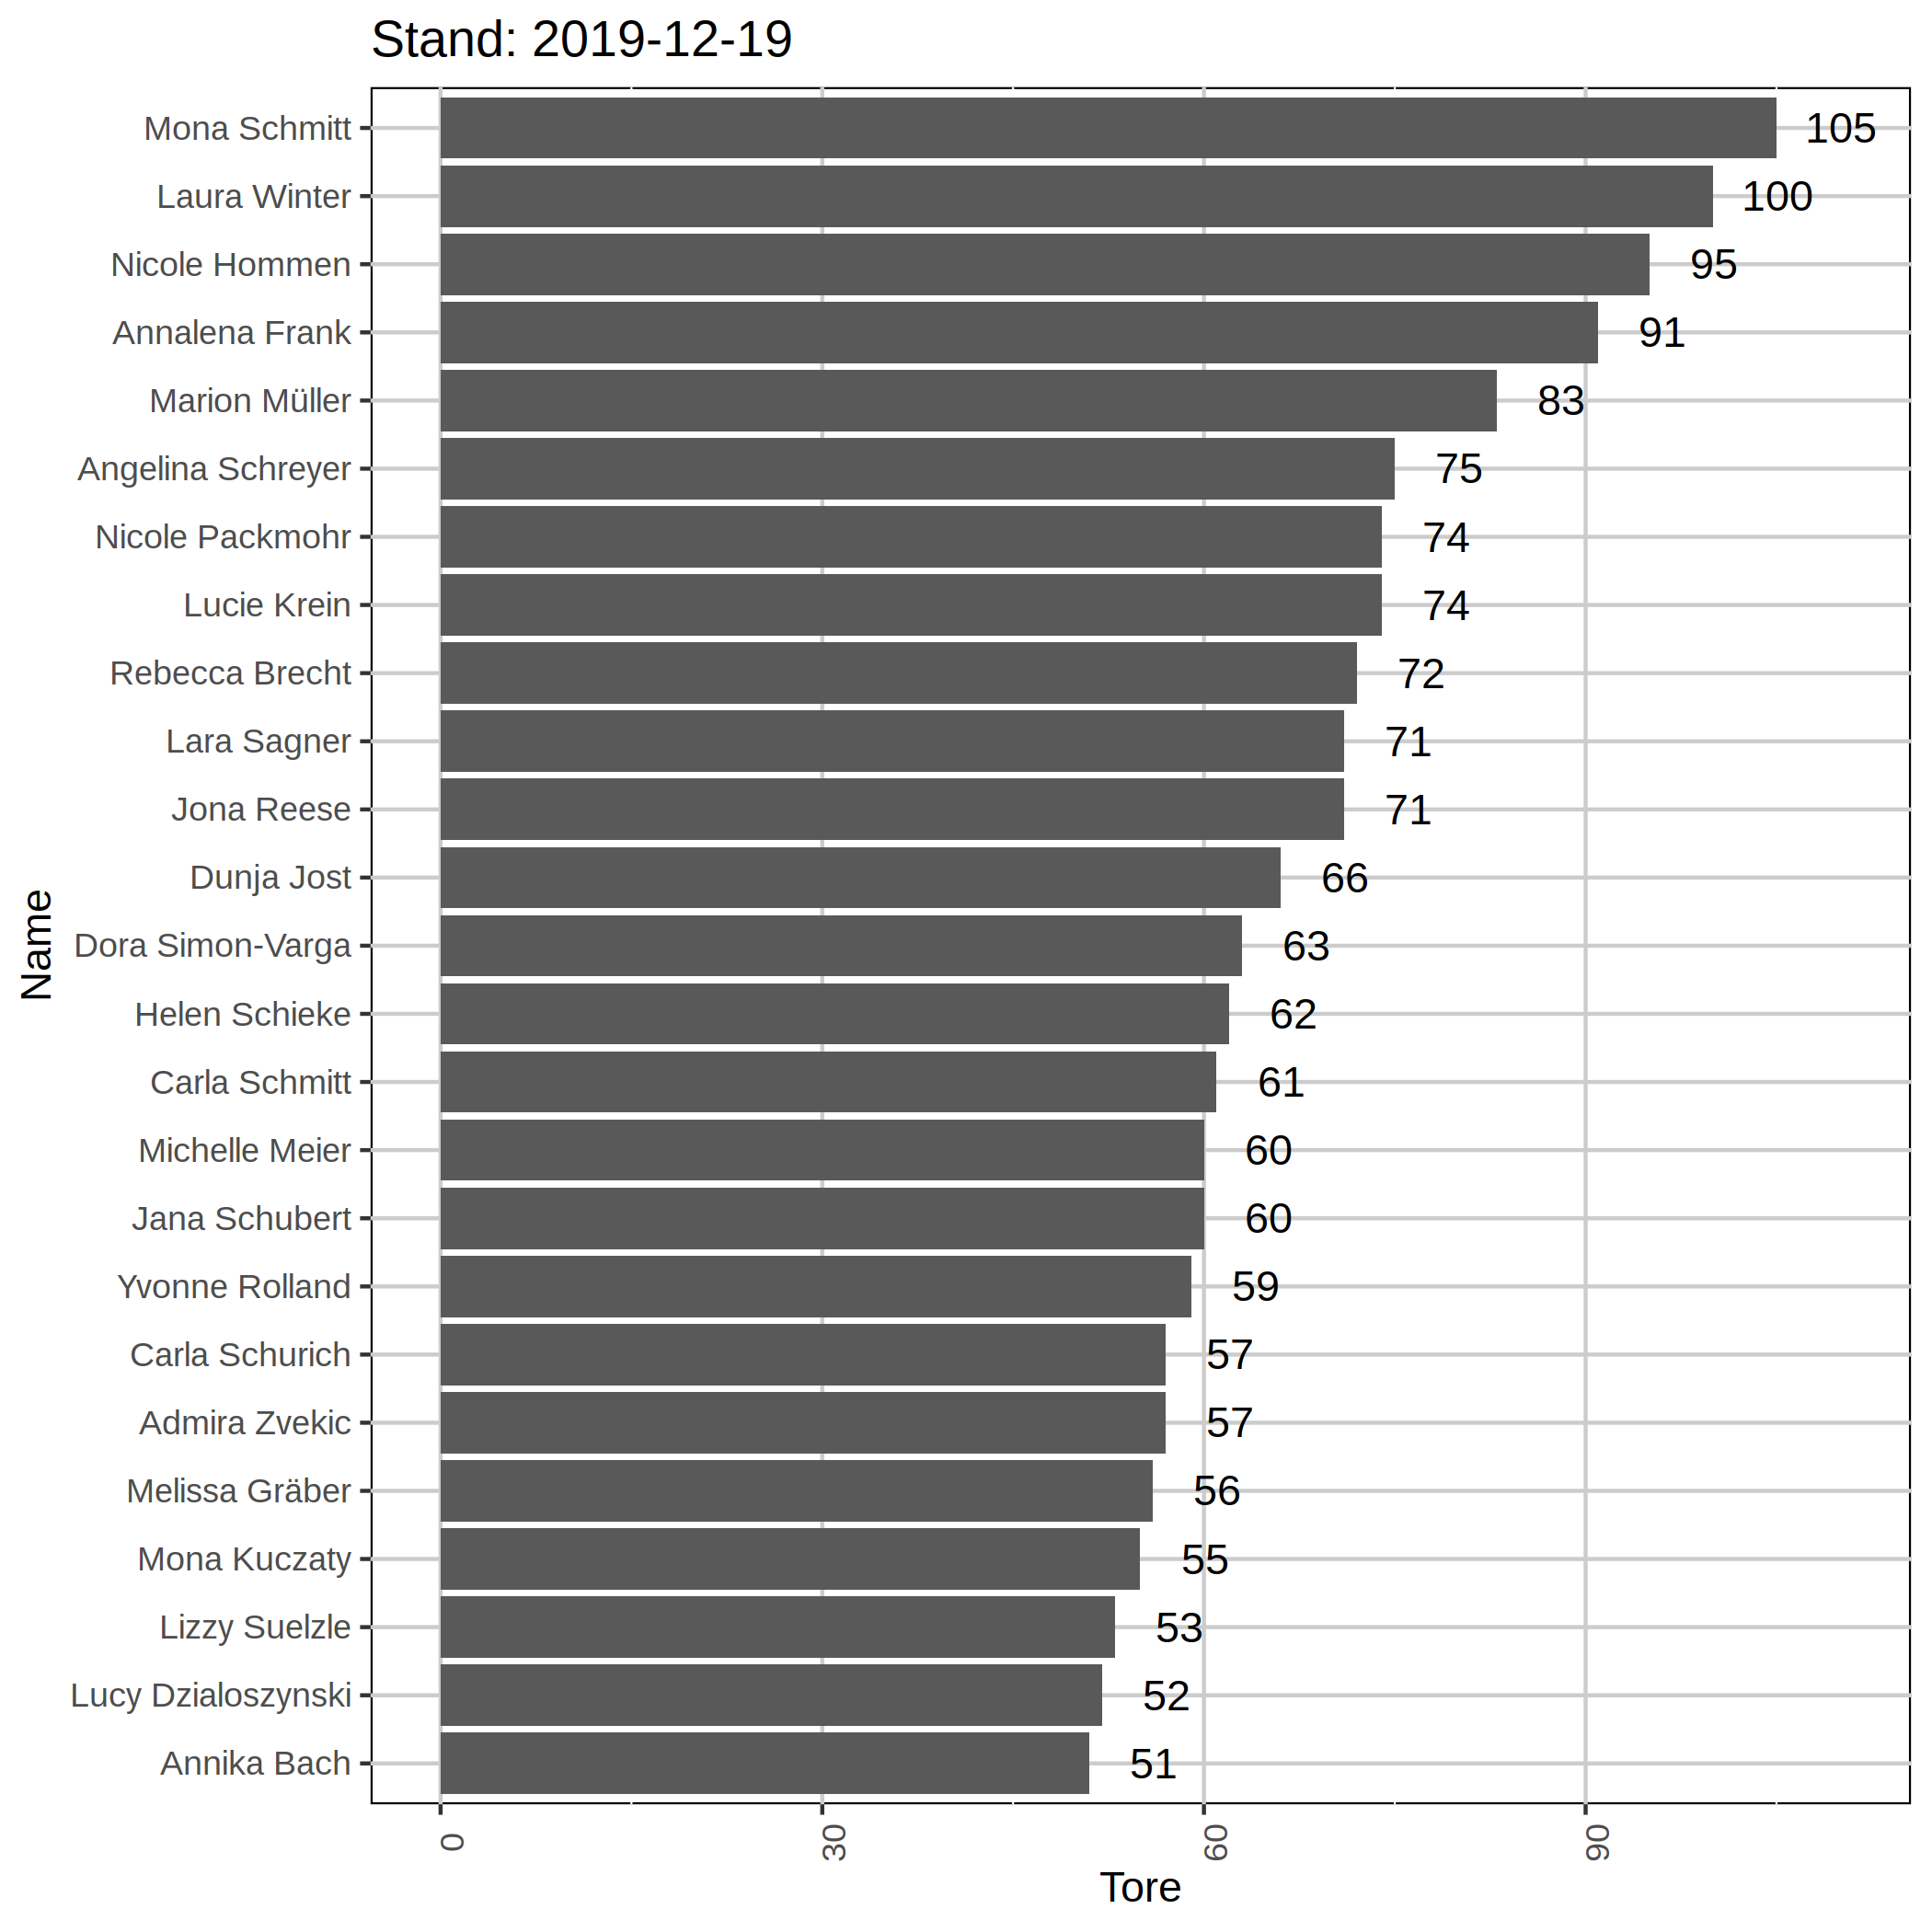 Stand: 2019-12-19
Mona Schmitt 105
Laura Winter 100
Nicole Hommen 95
Annalena Frank 91
Marion Müller 83
Angelina Schreyer 75
Nicole Packmohr 74
Lucie Krein 74
Rebecca Brecht 72
Lara Sagner 71
Jona Reese 71
Dunja Jost 66
Dora Simon-Varga 63
Helen Schieke 62
Carla Schmitt 61
Michelle Meier 60
Jana Schubert 60
Yvonne Rolland 59
Carla Schurich 57
Admira Zvekic 57
Melissa Gräber 56
Mona Kuczaty 55
Lizzy Suelzle 53
Lucy Dzialoszynski 52
Annika Bach 51
Name
0 30 60 90
Tore